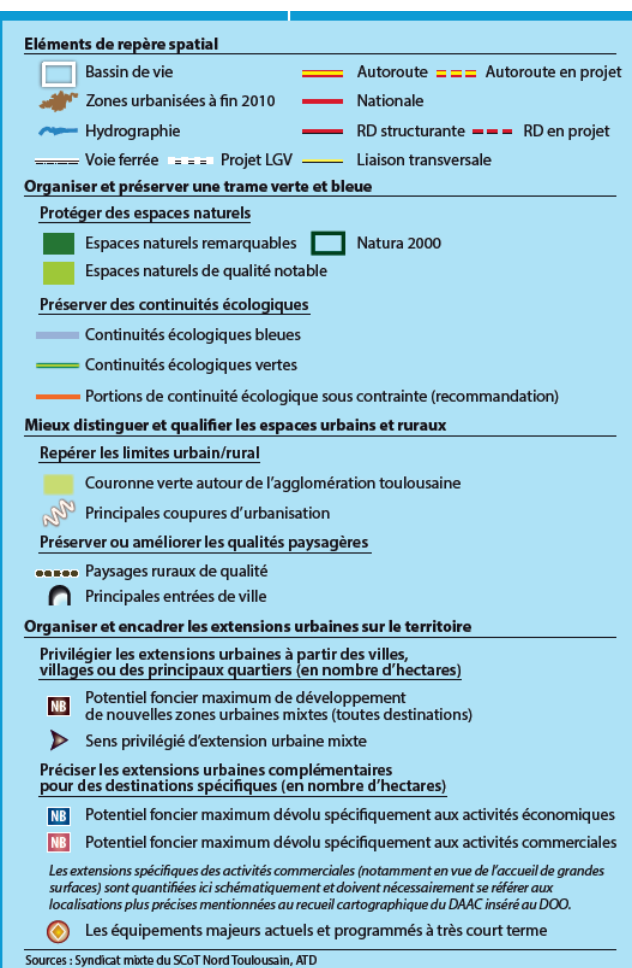 Eléments de repère spatial
Bassin de vie
Autoroute
Autoroute en projet
Zones urbanisées à fin 2010
Nationale
Hydrographie
RD structurante
RD en projet
Voie ferrée
Projet LGV
Liaison transversale
Organiser et préserver une trame verte et bleue
Protéger des espaces naturels
Espaces naturels remarquables
Natura 2000
Espaces naturels de qualité notable
Préserver des continuités écologiques
Continuités écologiques bleues
Continuités écologiques vertes
Portions de continuité écologique sous contrainte (recommandation)
Mieux distinguer et qualifier les espaces urbains et ruraux
Repérer les limites urbain/rural
Couronne verte autour de l'agglomération toulousaine
Principales coupures d'urbanisation
Préserver ou améliorer les qualités paysagères
Paysages ruraux de qualité
Principales entrées de ville
Organiser et encadrer les extensions urbaines sur le territoire
Privilégier les extensions urbaines à partir des villes,
villages ou des principaux quartiers (en nombre d'hectares)
NB Potentiel foncier maximum de développement
de nouvelles zones urbaines mixtes (toutes destinations)
Sens privilégié d'extension urbaine mixte
Préciser les extensions urbaines complémentaires
pour des destinations spécifiques (en nombre d'hectares)
NB Potentiel foncier maximum dévolu spécifiquement aux activités économiques
NB Potentiel foncier maximum dévolu spécifiquement aux activités commerciales
Les extensions spécifiques des activités commerciales (notamment en vue de l'accueil de grandes
surfaces) sont quantifiées ici schématiquement et doivent nécessairement se référer aux
localisations plus précises mentionnées au recueil cartographique du DAAC inséré au DOO.
Les équipements majeurs actuels et programmés à très court terme
Sources : Syndicat mixte du SCoT Nord Toulousain, ATD